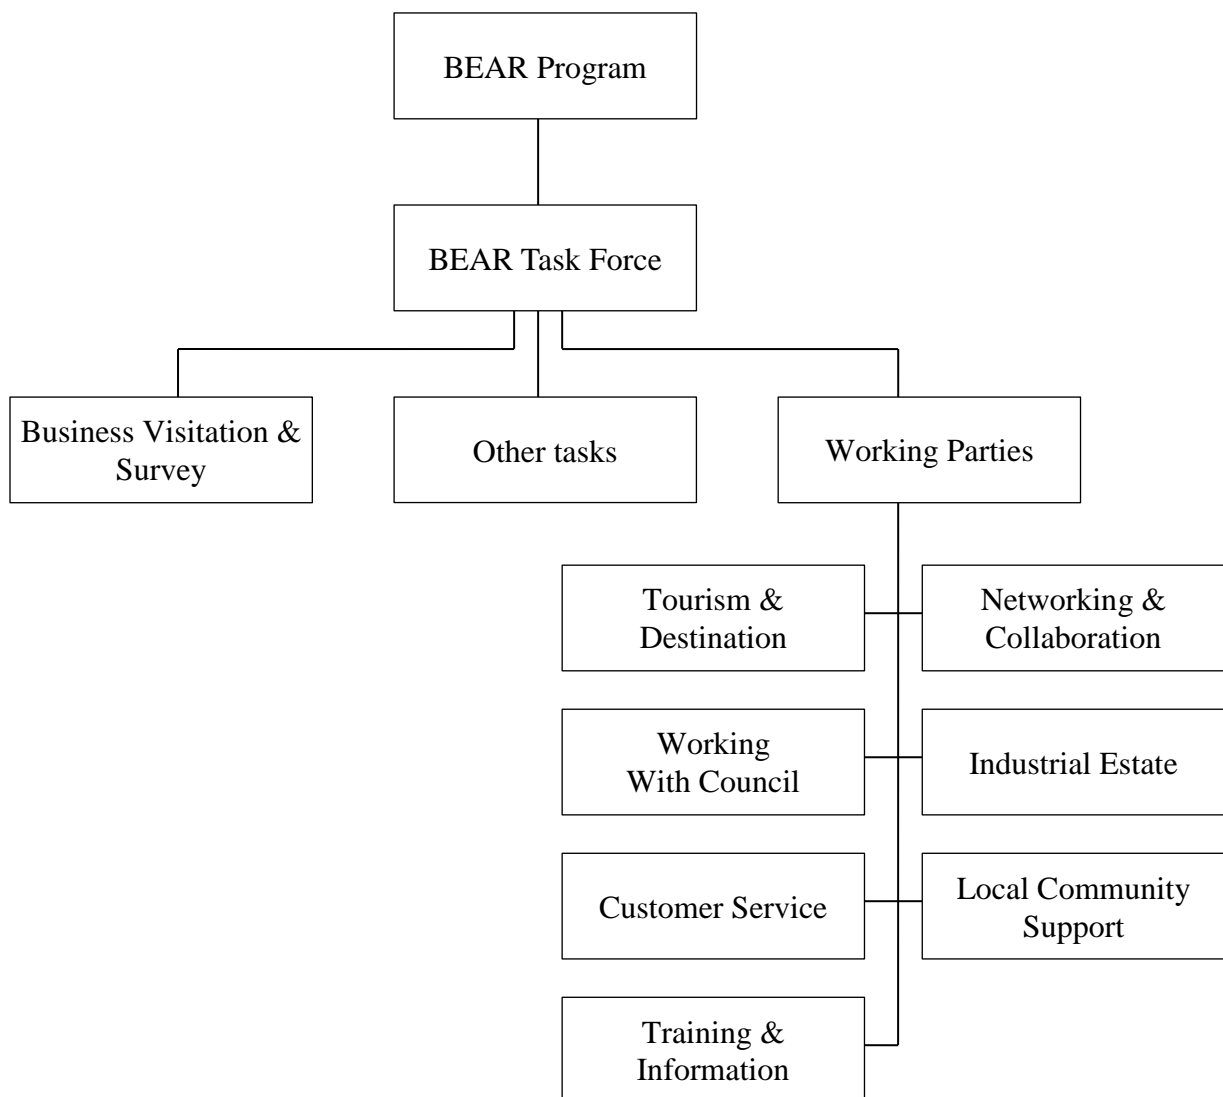 BEAR Program
BEAR Task Force
Business Visitation &
Survey
Other tasks
Working Parties
Tourism &
Destination
Networking &
Collaboration
Working
With Council
Industrial Estate
Customer Service
Local Community
Support
Training &
Information